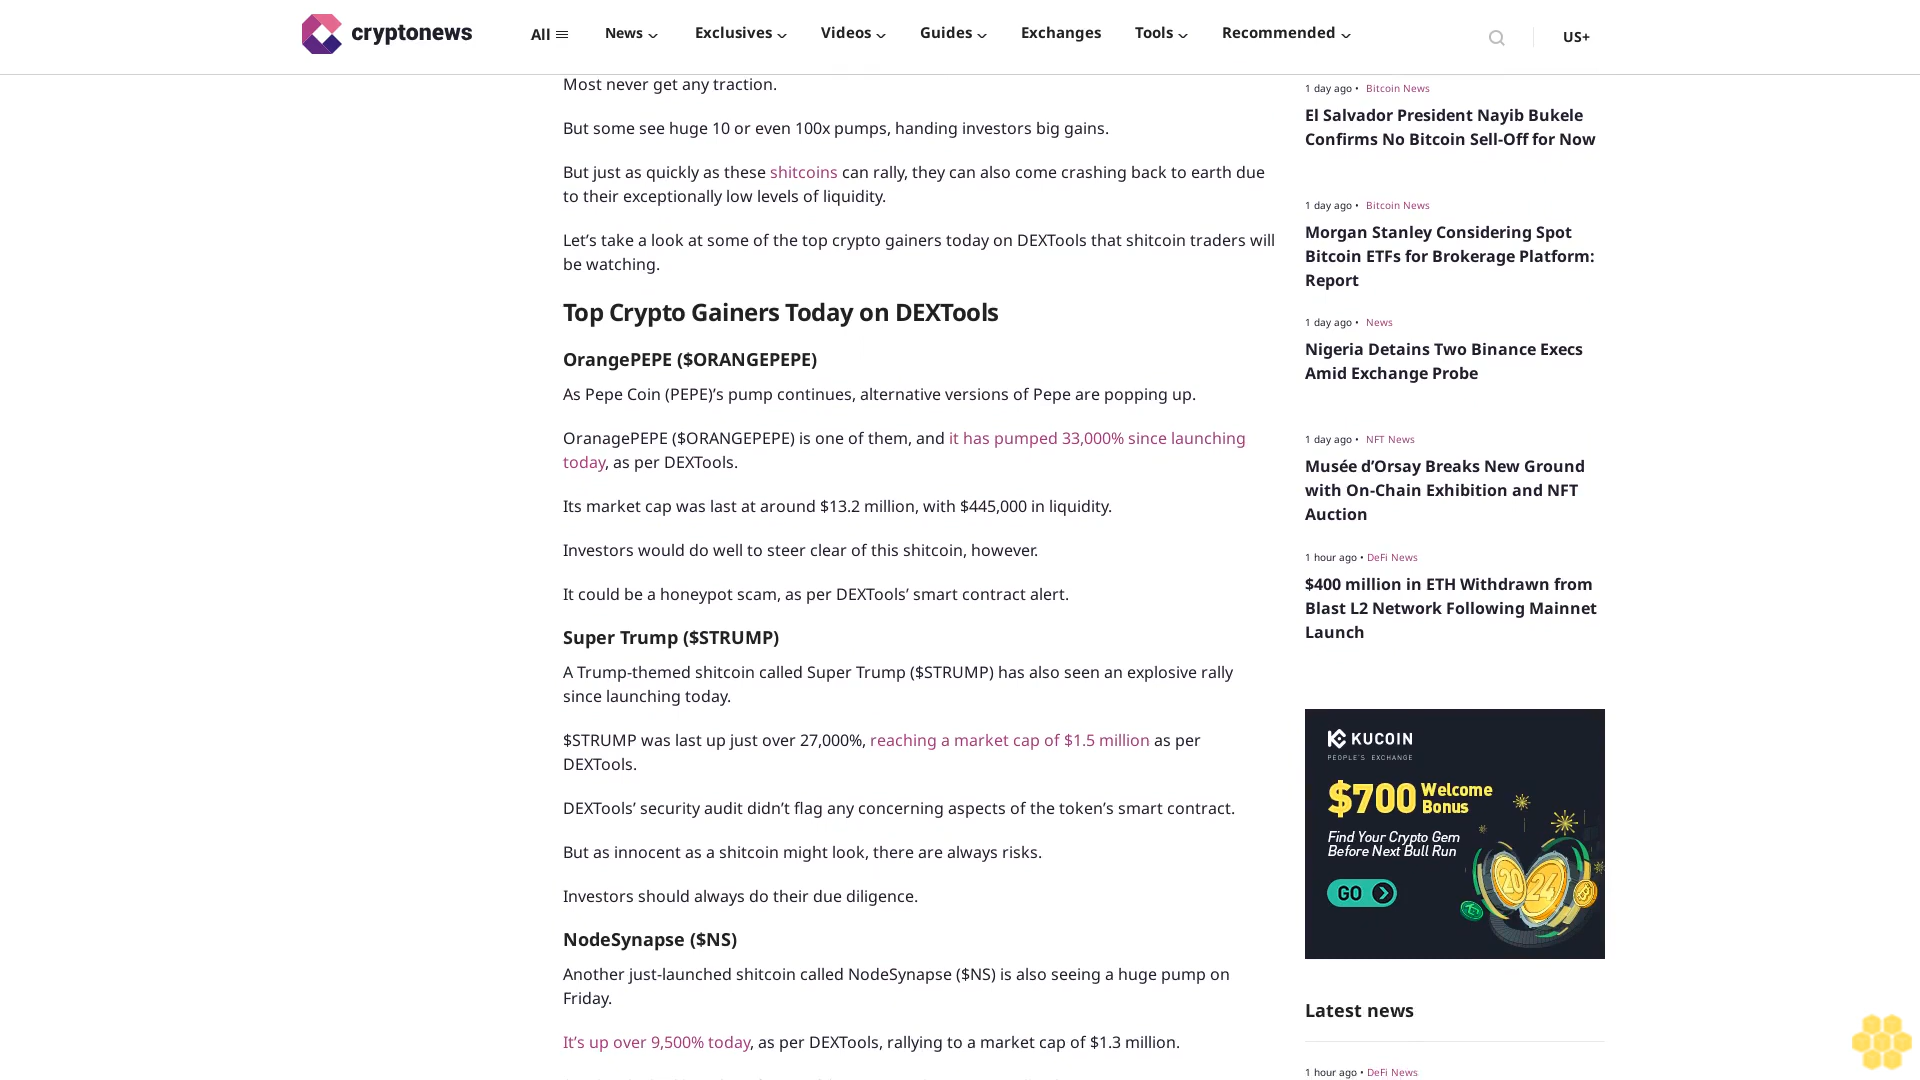 cryptonews
All
News
Exclusives
Videos
Guides
Exchanges
Tools
Recommended
US+
Most never get any traction.
But some see huge 10 or even 100x pumps, handing investors big gains.
But just as quickly as these shitcoins can rally, they can also come crashing back to earth due
to their exceptionally low levels of liquidity.
Let’s take a look at some of the top crypto gainers today on DEXTools that shitcoin traders will
be watching.
Top Crypto Gainers Today on DEXTools
OrangePEPE ($ORANGEPEPE)
As Pepe Coin (PEPE)’s pump continues, alternative versions of Pepe are popping up.
OranagePEPE ($ORANGEPEPE) is one of them, and it has pumped 33,000% since launching
today, as per DEXTools.
Its market cap was last at around $13.2 million, with $445,000 in liquidity.
Investors would do well to steer clear of this shitcoin, however.
It could be a honeypot scam, as per DEXTools’ smart contract alert.
Super Trump ($STRUMP)
A Trump-themed shitcoin called Super Trump ($STRUMP) has also seen an explosive rally
since launching today.
$STRUMP was last up just over 27,000%, reaching a market cap of $1.5 million as per
DEXTools.
DEXTools’ security audit didn’t flag any concerning aspects of the token’s smart contract.
But as innocent as a shitcoin might look, there are always risks.
Investors should always do their due diligence.
NodeSynapse ($NS)
Another just-launched shitcoin called NodeSynapse ($NS) is also seeing a huge pump on
Friday.
It’s up over 9,500% today, as per DEXTools, rallying to a market cap of $1.3 million.
1 day ago • Bitcoin News
El Salvador President Nayib Bukele
Confirms No Bitcoin Sell-Off for Now
1 day ago • Bitcoin News
Morgan Stanley Considering Spot
Bitcoin ETFs for Brokerage Platform:
Report
1 day ago • News
Nigeria Detains Two Binance Execs
Amid Exchange Probe
1 day ago • NFT News
Musée d’Orsay Breaks New Ground
with On-Chain Exhibition and NFT
Auction
1 hour ago • DeFi News
$400 million in ETH Withdrawn from
Blast L2 Network Following Mainnet
Launch
KUCOIN
PEOPLE'S EXCHANGE
$700 Welcome
Bonus
Find Your Crypto Gem
Before Next Bull Run
GO
20
24
Latest news
1 hour ago • DeFi News